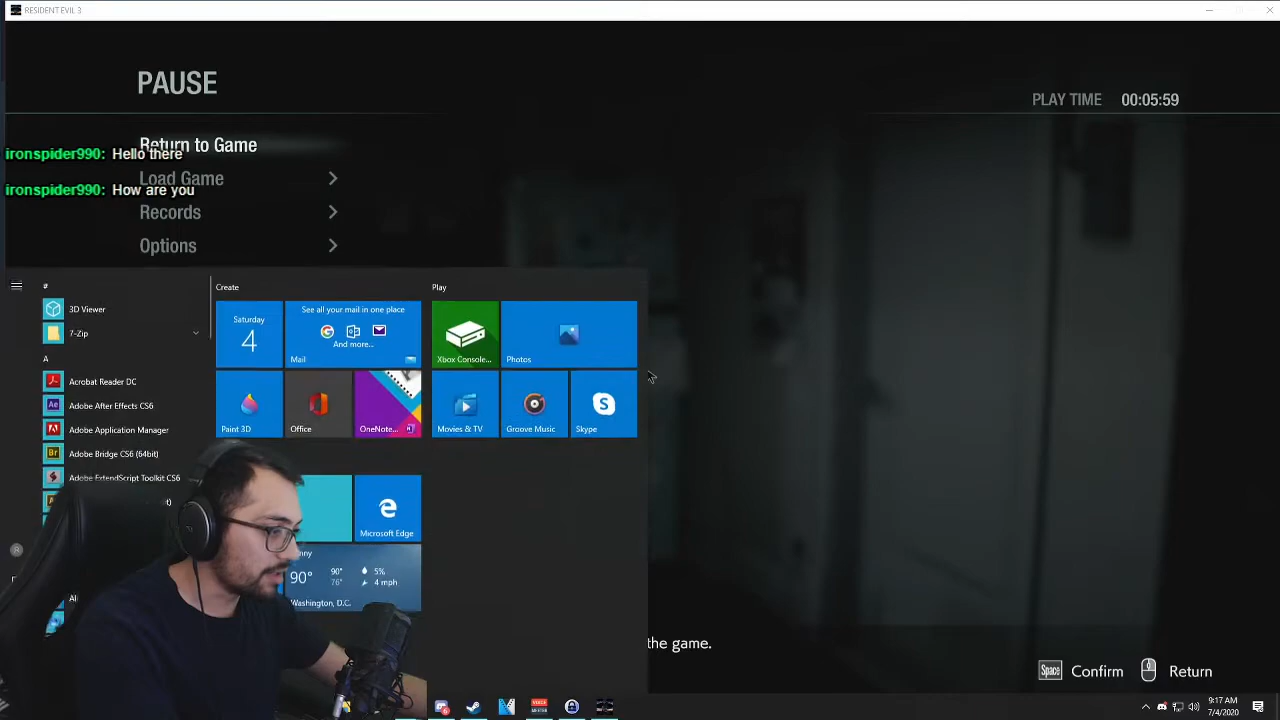 RESIDENT EVIL 3
PAUSE
PLAY TIME 00:05:59
Return to Game
ironspider990: Hello there
Load Game
ironspider990: How are you
Records
Options
#
3D Viewer
7-Zip
A
Acrobat Reader DC
Adobe After Effects CS6
Adobe Application Manager
Adobe Bridge CS6 (64bit)
Adobe ExtendScript Toolkit CS6
Create
Saturday
4
See all your mail in one place
And more..
Mail
Paint 3D
Office
OneNote...
Play
Xbox Console...
Photos
Movies & TV
Groove Music
Skype
Microsoft Edge
90°
90°
76°
5%
4 mph
Washington, D.C.
the game.
Space Confirm
Return
VOICE
9:17 AM
7/4/2020